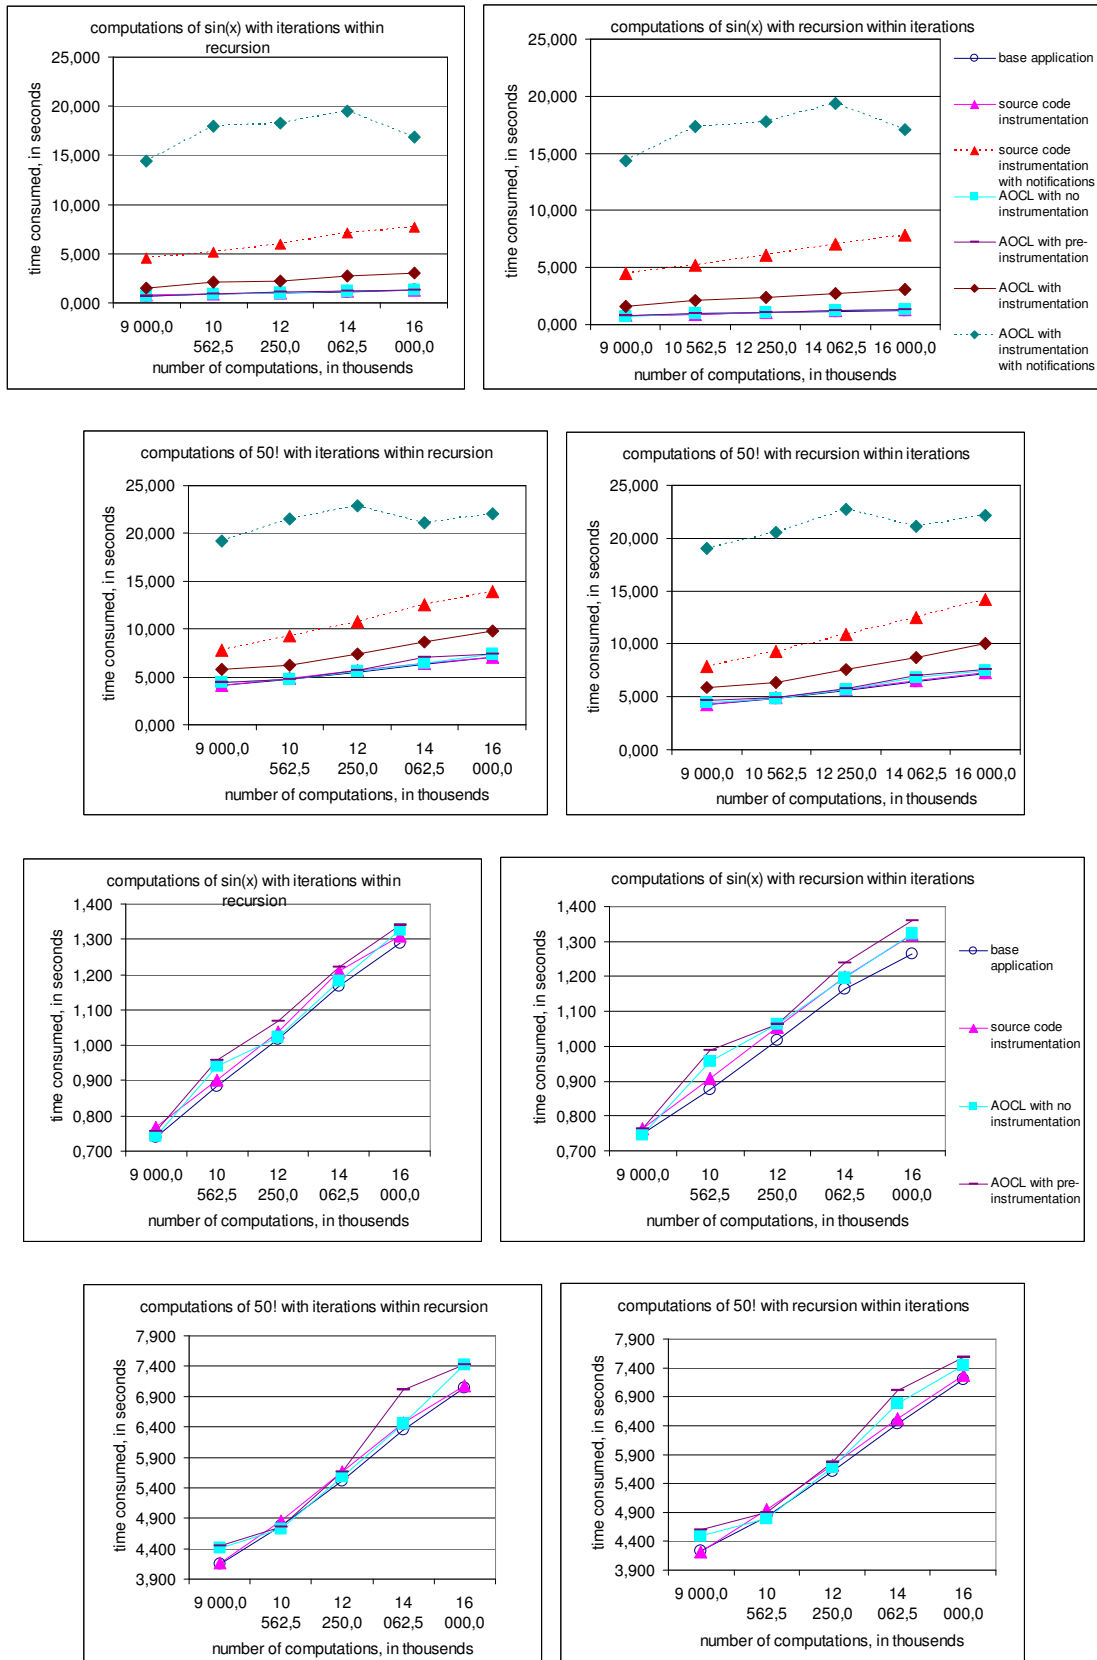 computations of sin(x) with iterations within
recursion
25,000
20,000
15,000
10,000
5,000
0,000
time consumed, in seconds
9 000,0
10
562,5
12
250,0
14
062,5
16
000,0
number of computations, in thousands
computations of sin(x) with recursion within iterations
25,000
20,000
15,000
10,000
5,000
0,000
time consumed, in seconds
9 000,0 10 562,5 12 250,0 14 062,5 16 000,0
number of computations, in thousands
base application
source code
instrumentation
source code
instrumentation
with notifications
AOCL with no
instrumentation
AOCL with pre-
instrumentation
AOCL with
instrumentation
AOCL with
instrumentation
with notifications
computations of 50! with iterations within recursion
25,000
20,000
15,000
10,000
5,000
0,000
time consumed, in seconds
9 000,0
10
562,5
12
250,0
14
062,5
16
000,0
number of computations, in thousands
computations of 50! with recursion within iterations
25,000
20,000
15,000
10,000
5,000
0,000
time consumed, in seconds
9 000,0 10 562,5 12 250,0 14 062,5 16 000,0
number of computations, in thousands
computations of sin(x) with iterations within
recursion
1,400
1,300
1,200
1,100
1,000
0,900
0,800
0,700
time consumed, in seconds
9 000,0
10
562,5
12
250,0
14
062,5
16
000,0
number of computations, in thousands
computations of sin(x) with recursion within iterations
1,400
1,300
1,200
1,100
1,000
0,900
0,800
0,700
time consumed, in seconds
9 000,0
10
562,5
12
250,0
14
062,5
16
000,0
number of computations, in thousands
base
application
source code
instrumentation
AOCL with no
instrumentation
AOCL with pre-
instrumentation
computations of 50! with iterations within recursion
7,900
7,400
6,900
6,400
5,900
5,400
4,900
4,400
3,900
time consumed, in seconds
9 000,0
10
562,5
12
250,0
14
062,5
16
000,0
number of computations, in thousands
computations of 50! with recursion within iterations
7,900
7,400
6,900
6,400
5,900
5,400
4,900
4,400
3,900
time consumed, in seconds
9 000,0
10
562,5
12
250,0
14
062,5
16
000,0
number of computations, in thousands